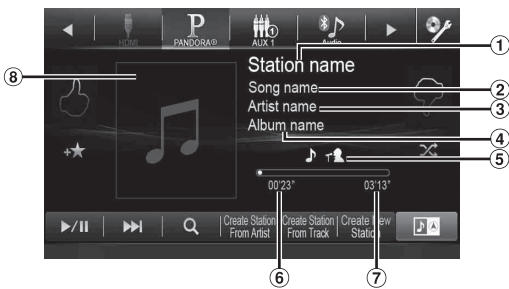 HDMI
P
PANDORA®
1
AUX 1
Audio
1
Station name
8
Song name
2
Artist name
3
Album name
4
5
00'23"
03'13"
Create Station From Artist
Create Station From Track
Create New Station
6
7